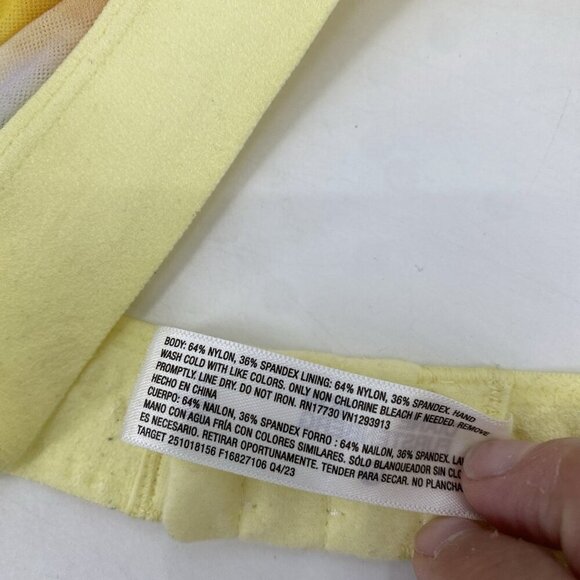 BODY: 64% NYLON, 36% SPANDEX LINING: 64% NYLON, 36% SPANDEX. HAND
WASH COLD WITH LIKE COLORS. ONLY NON CHLORINE BLEACH IF NEEDED. REMOVE
PROMPTLY. LINE DRY. DO NOT IRON. RN17730 VN1293913
HECHO EN CHINA
CUERPO: 64% NAILON, 36% SPANDEX FORRO : 64% NAILON, 36% SPANDEX.
MANO CON AGUA FRÍA CON COLORES SIMILARES. SÓLO BLANQUEADOR SIN
ES NECESARIO. RETIRAR OPORTUNAMENTE. TENDER PARA SECAR. NO
TARGET 251018156 F16827106 04/23